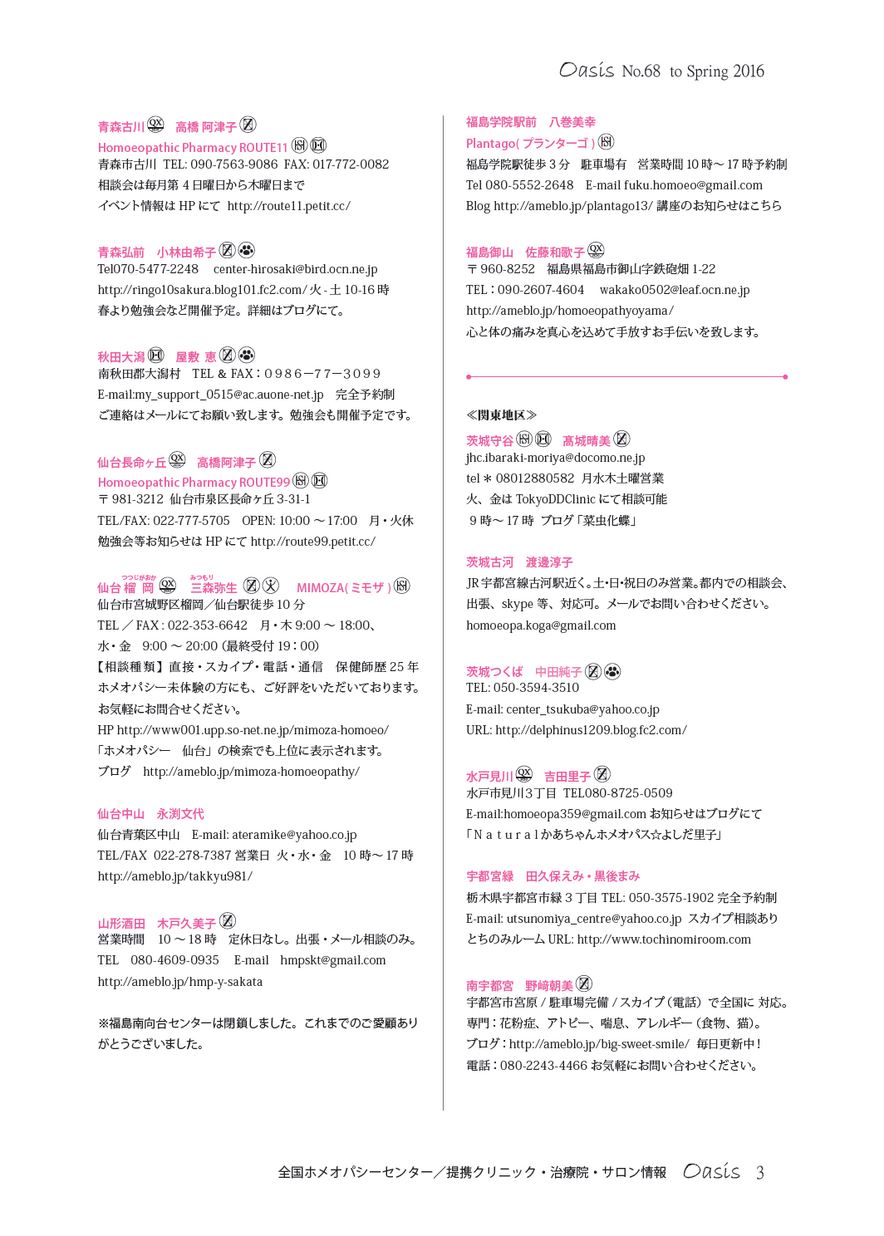 Oasis No.68 to Spring 2016
青森古川 QX 高橋 阿津子 Z
Homoeopathic Pharmacy ROUTE11
青森市古川 TEL: 090-7563-9086 FAX: 017-772-0082
相談会は毎月第 4 日曜日から木曜日まで
イベント情報は HP にて http://route11.petit.cc/
青森弘前 小林由希子 Z
Tel070-5477-2248 center-hirosaki@bird.ocn.ne.jp
http://ringo10sakura.blog101.fc2.com/ 火 - 土 10-16 時
春より勉強会など開催予定。詳細はブログにて。
秋田大潟 屋敷 恵 Z
南秋田郡大潟村 TEL & FAX：０９８６－７７－３０９９
E-mail:my_support_0515@ac.auone-net.jp 完全予約制
ご連絡はメールにてお願い致します。勉強会も開催予定です。
仙台長命ヶ丘 QX 高橋阿津子 Z
Homoeopathic Pharmacy ROUTE99
〒 981-3212 仙台市泉区長命ヶ丘 3-31-1
TEL/FAX: 022-777-5705 OPEN: 10:00 ～ 17:00 月・火休
勉強会等お知らせは HP にて http://route99.petit.cc/
つつじがおか みつもり
仙台 榴 岡 QX 三森弥生 Z MIMOZA( ミモザ )
仙台市宮城野区榴岡／仙台駅徒歩 10 分
TEL ／ FAX : 022-353-6642 月・木 9:00 ～ 18:00、
水・金 9:00 ～ 20:00（最終受付 19：00）
【相談種類】直接・スカイプ・電話・通信 保健師歴 25 年
ホメオパシー未体験の方にも、ご好評をいただいております。
お気軽にお問合せください。
HP http://www001.upp.so-net.ne.jp/mimoza-homoeo/
「ホメオパシー 仙台」の検索でも上位に表示されます。
ブログ http://ameblo.jp/mimoza-homoeopathy/
仙台中山 永渕文代
仙台青葉区中山 E-mail: ateramike@yahoo.co.jp
TEL/FAX 022-278-7387 営業日 火・水・金 10 時～ 17 時
http://ameblo.jp/takkyu981/
山形酒田 木戸久美子 Z
営業時間 10 ～ 18 時 定休日なし。出張・メール相談のみ。
TEL 080-4609-0935 E-mail hmpskt@gmail.com
http://ameblo.jp/hmp-y-sakata
※福島南向台センターは閉鎖しました。これまでのご愛顧あり
がとうございました。
福島学院駅前 八巻美幸
Plantago( プランターゴ )
福島学院駅徒歩 3 分 駐車場有 営業時間 10 時～ 17 時予約制
Tel 080-5552-2648 E-mail fuku.homoeo@gmail.com
Blog http://ameblo.jp/plantago13/ 講座のお知らせはこちら
福島御山 佐藤和歌子 QX
〒 960-8252 福島県福島市御山字鉄砲畑 1-22
TEL：090-2607-4604 wakako0502@leaf.ocn.ne.jp
http://ameblo.jp/homoeopathyoyama/
心と体の痛みを真心を込めて手放すお手伝いを致します。
≪関東地区≫
茨城守谷 髙城晴美 Z
jhc.ibaraki-moriya@docomo.ne.jp
tel ＊ 08012880582 月水木土曜営業
火、金は TokyoDDClinic にて相談可能
9 時～ 17 時 ブログ「菜虫化蝶」
茨城古河 渡邊淳子
JR 宇都宮線古河駅近く。土・日・祝日のみ営業。都内での相談会、
出張、skype 等、対応可。メールでお問い合わせください。
homoeopa.koga@gmail.com
茨城つくば 中田純子 Z
TEL: 050-3594-3510
E-mail: center_tsukuba@yahoo.co.jp
URL: http://delphinus1209.blog.fc2.com/
水戸見川 QX 吉田里子 Z
水戸市見川３丁目 TEL080-8725-0509
E-mail:homoeopa359@gmail.com お知らせはブログにて
「Ｎａｔｕｒａｌかあちゃんホメオパス☆よしだ里子」
宇都宮緑 田久保えみ・黒後まみ
栃木県宇都宮市緑 3 丁目 TEL: 050-3575-1902 完全予約制
E-mail: utsunomiya_centre@yahoo.co.jp スカイプ相談あり
とちのみルーム URL: http://www.tochinomiroom.com
南宇都宮 野﨑朝美 Z
宇都宮市宮原 / 駐車場完備 / スカイプ（電話）で全国に 対応。
専門：花粉症、アトピー、喘息、アレルギー（食物、猫）。
ブログ：http://ameblo.jp/big-sweet-smile/ 毎日更新中！
電話：080-2243-4466 お気軽にお問い合わせください。
全国ホメオパシーセンター／提携クリニック・治療院・サロン情報 Oasis 3